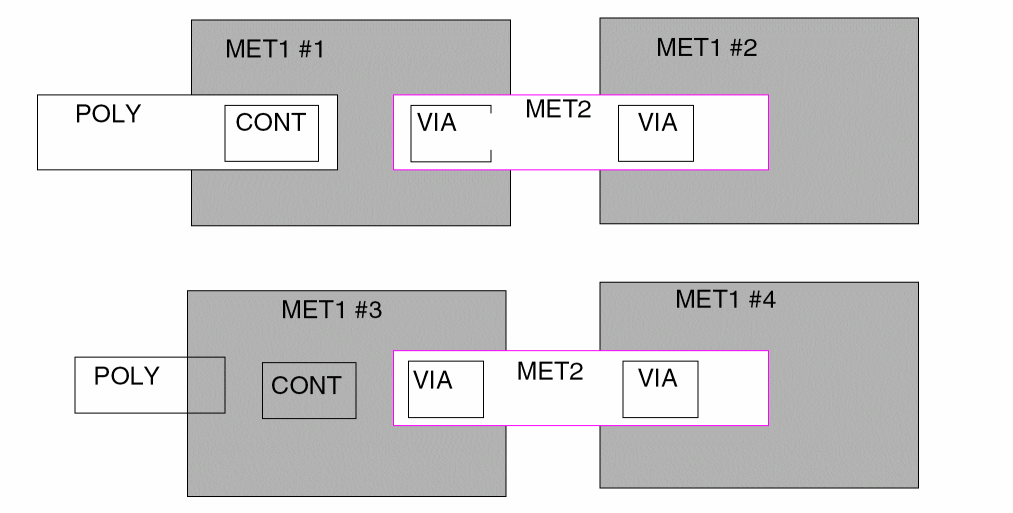 MET1 #1
MET1 #2
POLY
CONT
VIA
MET2
VIA
MET1 #3
MET1 #4
POLY
CONT
VIA
MET2
VIA